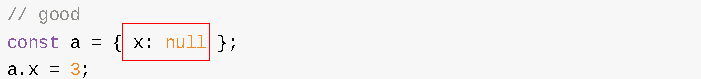 // good
const a = { x: null };
a.x = 3;